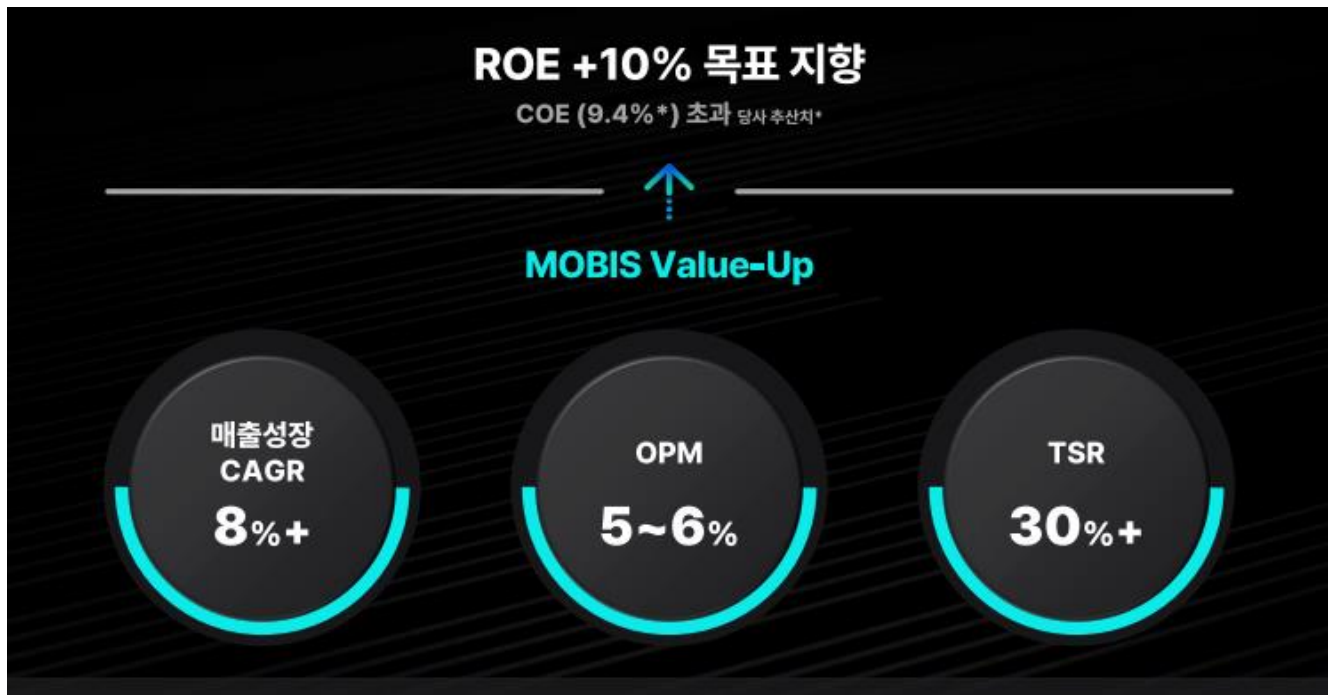 ROE +10% 목표 지향
COE (9.4%*) 초과 당사 추산치*
MOBIS Value-Up
매출성장
CAGR
8%+
OPM
5~6%
TSR
30%+